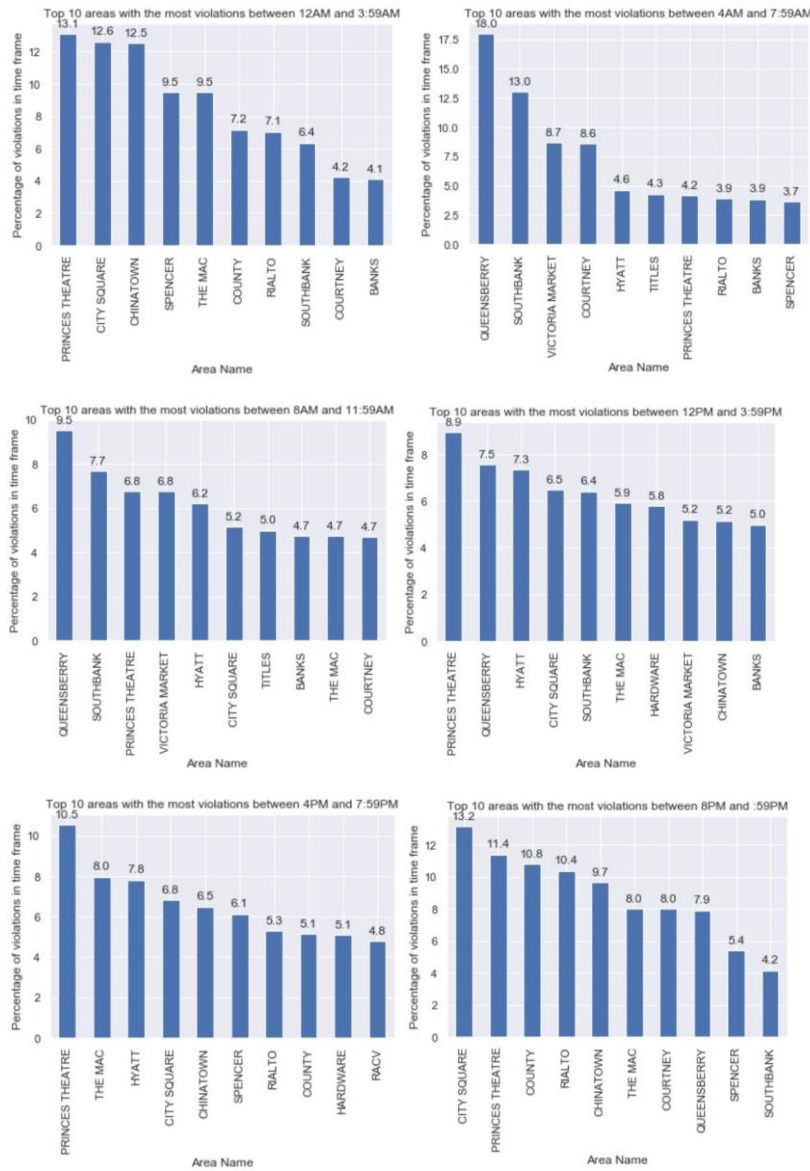 Top 10 areas with the most violations between 12AM and 3:59AM
13.1
12.6
12.5
9.5
9.5
7.2
7.1
6.4
4.2
4.1
12
10
8
6
4
2
0
Percentage of violations in time frame
PRINCES THEATRE
CITY SQUARE
CHINATOWN
SPENCER
THE MAC
COUNTY
RIALTO
SOUTHBANK
COURTNEY
BANKS
Area Name
Top 10 areas with the most violations between 4AM and 7:59AM
18.0
13.0
8.7
8.6
4.6
4.3
4.2
3.9
3.9
3.7
17.5
15.0
12.5
10.0
7.5
5.0
2.5
0.0
Percentage of violations in time frame
QUEENSBERRY
SOUTHBANK
VICTORIA MARKET
COURTNEY
HYATT
TITLES
PRINCES THEATRE
RIALTO
BANKS
SPENCER
Area Name
Top 10 areas with the most violations between 8AM and 11:59AM
9.5
7.7
6.8
6.8
6.2
5.2
5.0
4.7
4.7
4.7
10
8
6
4
2
0
Percentage of violations in time frame
QUEENSBERRY
SOUTHBANK
PRINCES THEATRE
VICTORIA MARKET
HYATT
CITY SQUARE
TITLES
BANKS
THE MAC
COURTNEY
Area Name
Top 10 areas with the most violations between 12PM and 3:59PM
8.9
7.5
7.3
6.5
6.4
5.9
5.8
5.2
5.2
5.0
8
6
4
2
0
Percentage of violations in time frame
PRINCES THEATRE
QUEENSBERRY
HYATT
CITY SQUARE
SOUTHBANK
THE MAC
HARDWARE
VICTORIA MARKET
CHINATOWN
BANKS
Area Name
Top 10 areas with the most violations between 4PM and 7:59PM
10.5
8.0
7.8
6.8
6.5
6.1
5.3
5.1
5.1
4.8
10
8
6
4
2
0
Percentage of violations in time frame
PRINCES THEATRE
THE MAC
HYATT
CITY SQUARE
CHINATOWN
SPENCER
RIALTO
COUNTY
HARDWARE
RACV
Area Name
Top 10 areas with the most violations between 8PM and :59PM
13.2
11.4
10.8
10.4
9.7
8.0
8.0
7.9
5.4
4.2
12
10
8
6
4
2
0
Percentage of violations in time frame
CITY SQUARE
PRINCES THEATRE
COUNTY
RIALTO
CHINATOWN
THE MAC
COURTNEY
QUEENSBERRY
SPENCER
SOUTHBANK
Area Name